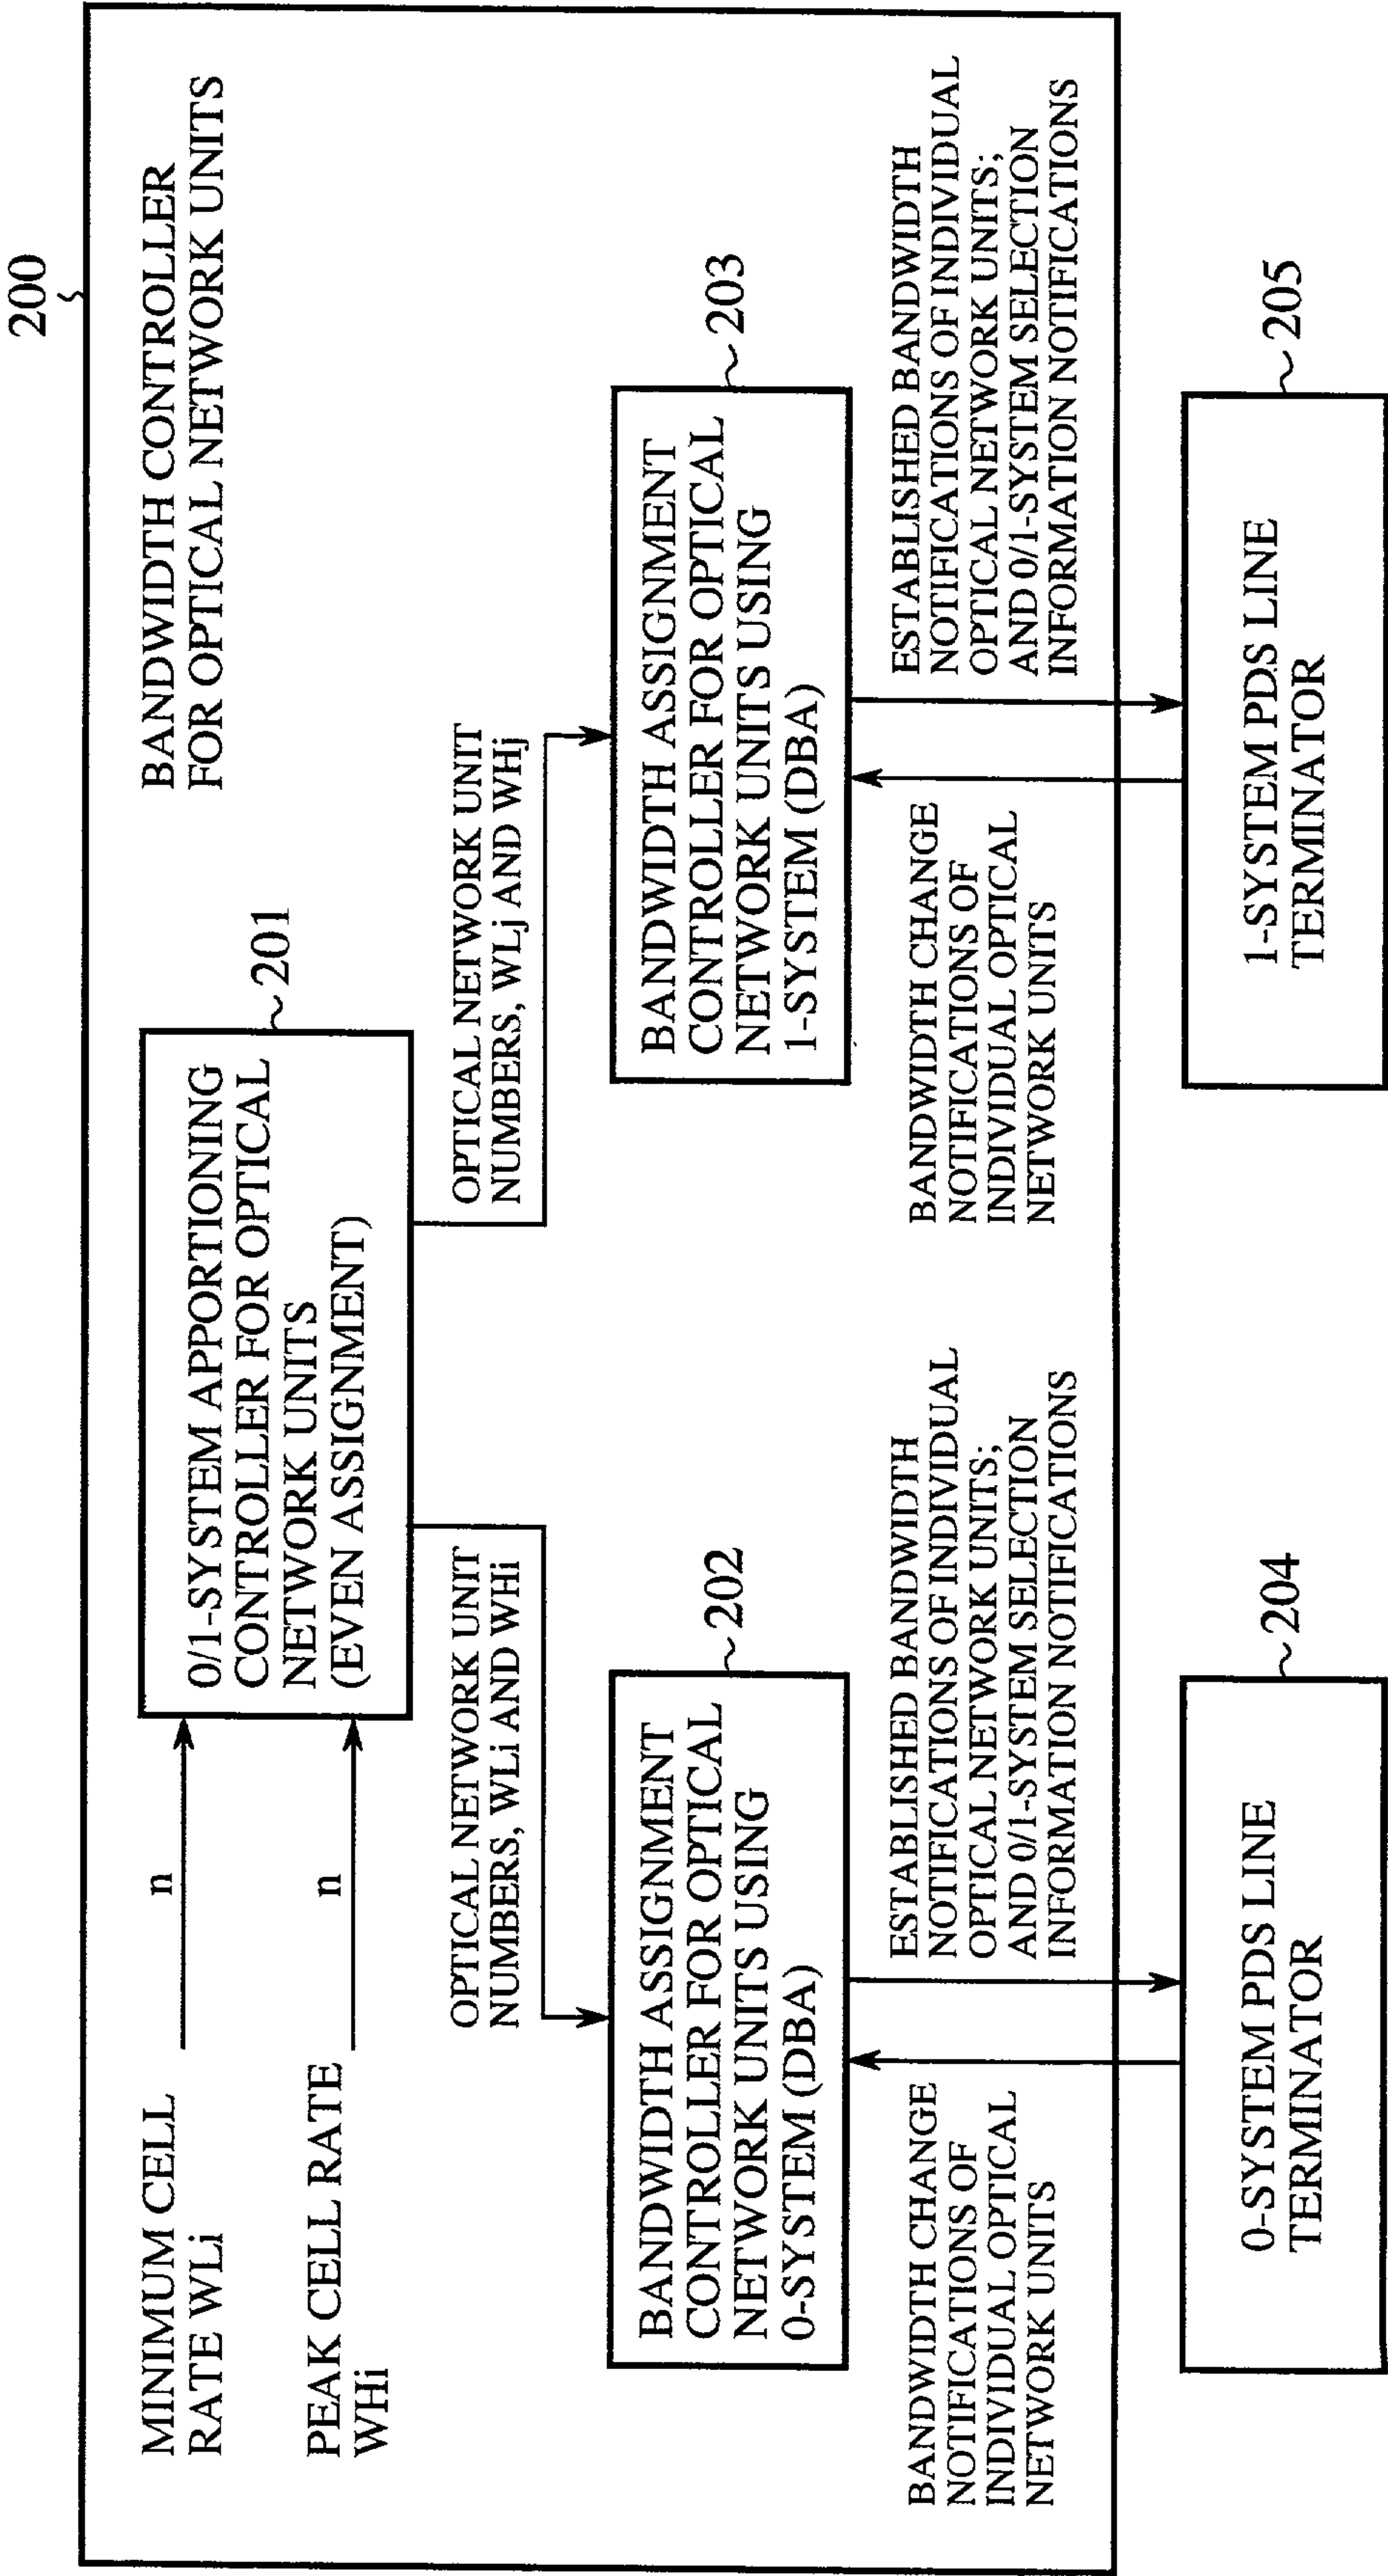 200
BANDWIDTH CONTROLLER
FOR OPTICAL NETWORK UNITS
MINIMUM CELL
RATE WLi
n
PEAK CELL RATE
WHi
n
201
0/1-SYSTEM APPORTIONING
CONTROLLER FOR OPTICAL
NETWORK UNITS
(EVEN ASSIGNMENT)
OPTICAL NETWORK UNIT
NUMBERS, WLi AND WHi
OPTICAL NETWORK UNIT
NUMBERS, WLj AND WHj
202
BANDWIDTH ASSIGNMENT
CONTROLLER FOR OPTICAL
NETWORK UNITS USING
0-SYSTEM (DBA)
203
BANDWIDTH ASSIGNMENT
CONTROLLER FOR OPTICAL
NETWORK UNITS USING
1-SYSTEM (DBA)
BANDWIDTH CHANGE
NOTIFICATIONS OF
INDIVIDUAL OPTICAL
NETWORK UNITS
ESTABLISHED BANDWIDTH
NOTIFICATIONS OF INDIVIDUAL
OPTICAL NETWORK UNITS;
AND 0/1-SYSTEM SELECTION
INFORMATION NOTIFICATIONS
BANDWIDTH CHANGE
NOTIFICATIONS OF
INDIVIDUAL OPTICAL
NETWORK UNITS
ESTABLISHED BANDWIDTH
NOTIFICATIONS OF INDIVIDUAL
OPTICAL NETWORK UNITS;
AND 0/1-SYSTEM SELECTION
INFORMATION NOTIFICATIONS
204
0-SYSTEM PDS LINE
TERMINATOR
205
1-SYSTEM PDS LINE
TERMINATOR